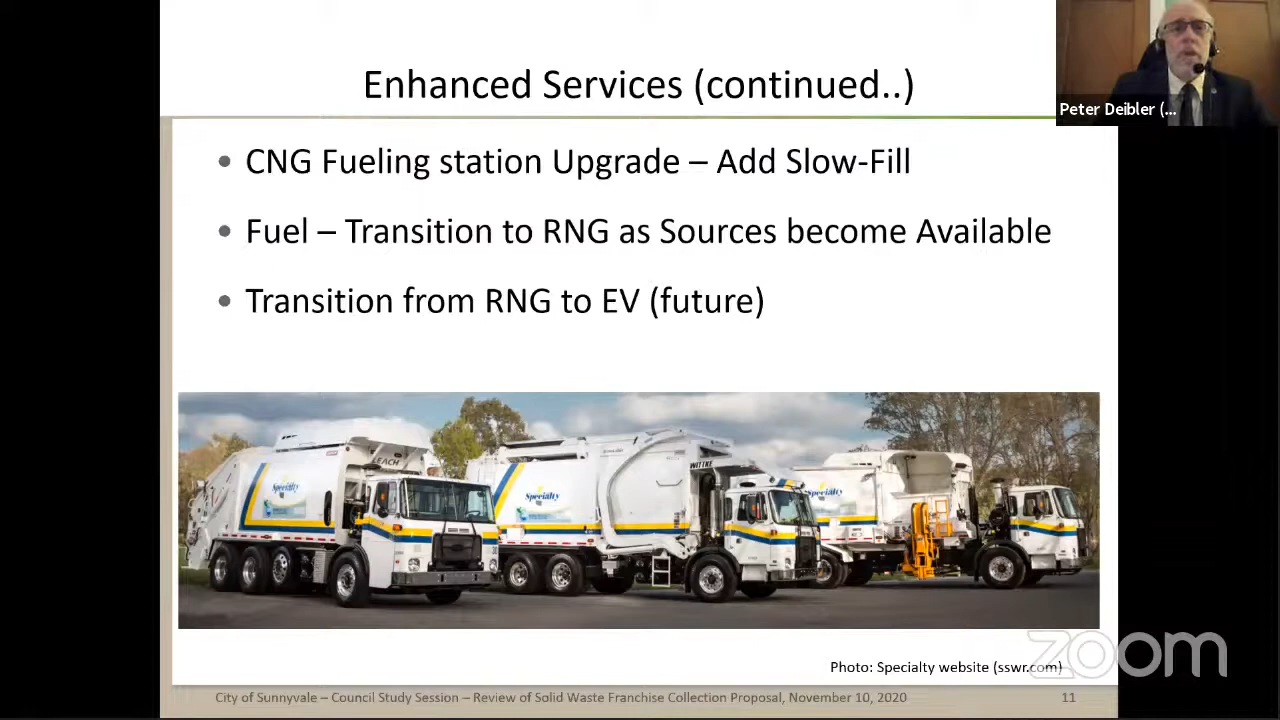 Enhanced Services (continued..)
Peter Deibler (...
• CNG Fueling station Upgrade – Add Slow-Fill
• Fuel – Transition to RNG as Sources become Available
• Transition from RNG to EV (future)
LEACH
WITTKE
Specialty
Specialty
Specialty
Photo: Specialty website (sswr.com)
zoom
City of Sunnyvale – Council Study Session – Review of Solid Waste Franchise Collection Proposal, November 10, 2020
11